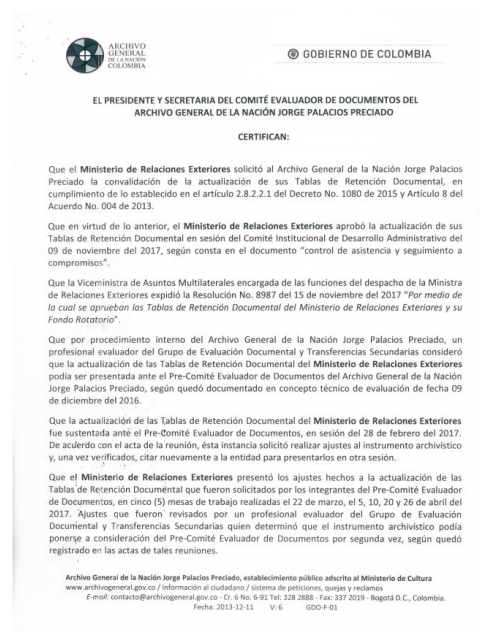 ARCHIVO
GENERAL
DE LA NACIÓN
COLOMBIA
GOBIERNO DE COLOMBIA
EL PRESIDENTE Y SECRETARIA DEL COMITÉ EVALUADOR DE DOCUMENTOS DEL
ARCHIVO GENERAL DE LA NACIÓN JORGE PALACIOS PRECIADO
CERTIFICAN:
Que el Ministerio de Relaciones Exteriores solicitó al Archivo General de la Nación Jorge Palacios
Preciado la convalidación de la actualización de sus Tablas de Retención Documental, en
cumplimiento de lo establecido en el artículo 2.8.2.2.1 del Decreto No. 1080 de 2015 y Artículo 8 del
Acuerdo No. 004 de 2013.
Que en virtud de lo anterior, el Ministerio de Relaciones Exteriores aprobó la actualización de sus
Tablas de Retención Documental en sesión del Comité Institucional de Desarrollo Administrativo del
09 de noviembre del 2017, según consta en el documento "control de asistencia y seguimiento a
compromisos".
Que la Viceministra de Asuntos Multilaterales encargada de las funciones del despacho de la Ministra
de Relaciones Exteriores expidió la Resolución No. 8987 del 15 de noviembre del 2017 "Por medio de
la cual se aprueban las Tablas de Retención Documental del Ministerio de Relaciones Exteriores y su
Fondo Rotatorio".
Que por procedimiento interno del Archivo General de la Nación Jorge Palacios Preciado, un
profesional evaluador del Grupo de Evaluación Documental y Transferencias Secundarias consideró
que la actualización de las Tablas de Retención Documental del Ministerio de Relaciones Exteriores
podía ser presentada ante el Pre-Comité Evaluador de Documentos del Archivo General de la Nación
Jorge Palacios Preciado, según quedó documentado en concepto técnico de evaluación de fecha 09
de diciembre del 2016.
Que la actualización de las Tablas de Retención Documental del Ministerio de Relaciones Exteriores
fue sustentada ante el Pre-Comité Evaluador de Documentos, en sesión del 28 de febrero del 2017.
De acuerdo con el acta de la reunión, ésta instancia solicitó realizar ajustes al instrumento archivístico
y, una vez verificados, citar nuevamente a la entidad para presentarlos en otra sesión.
Que el Ministerio de Relaciones Exteriores presentó los ajustes hechos a la actualización de las
Tablas de Retención Documental que fueron solicitados por los integrantes del Pre-Comité Evaluador
de Documentos, en cinco (5) mesas de trabajo realizadas el 22 de marzo, el 5, 10, 20 y 26 de abril del
2017. Ajustes que fueron revisados por un profesional evaluador del Grupo de Evaluación
Documental y Transferencias Secundarias quien determinó que el instrumento archivístico podía
ponerse a consideración del Pre-Comité Evaluador de Documentos por segunda vez, según quedó
registrado en las actas de tales reuniones.
Archivo General de la Nación Jorge Palacios Preciado, establecimiento público adscrito al Ministerio de Cultura
www.archivogeneral.gov.co / información al ciudadano / sistema de peticiones, quejas y reclamos
E-mail: contacto@archivogeneral.gov.co - Cr. 6 No. 6-91 Tel: 328 2888 - Fax: 337 2019 - Bogotá D.C., Colombia.
Fecha: 2013-12-11 V: 6 GDO-F-01